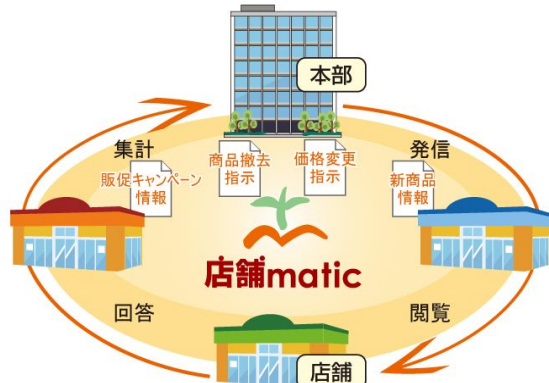 本部
集計
発信
販促キャンペーン
情報
商品撤去
指示
価格変更
指示
新商品
情報
店舗matic
回答
閲覧
店舗